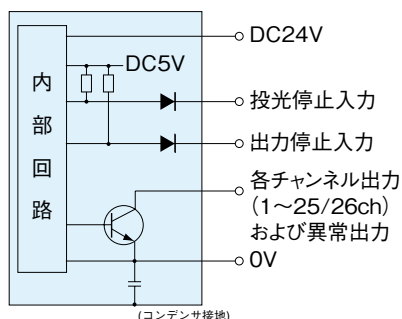 DC24V
DC5V
内部回路
投光停止入力
出力停止入力
各チャンネル出力
(1～25/26ch)
および異常出力
0V
(コンデンサ接地)